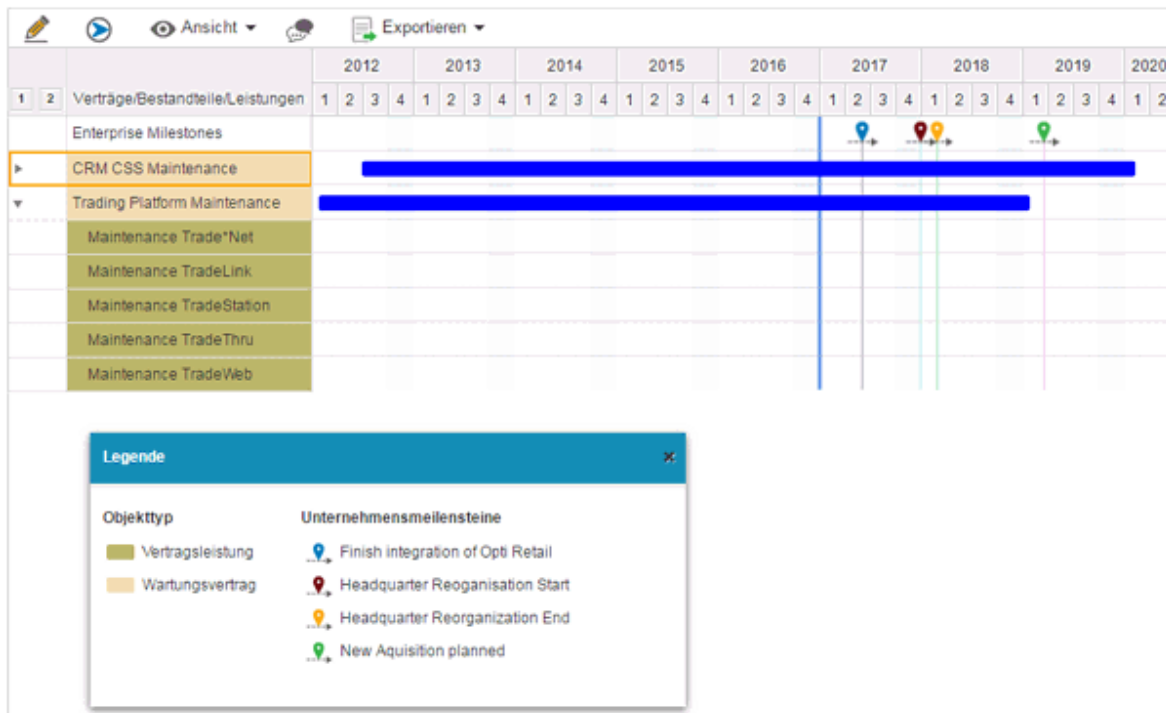 Ansicht Exportieren
2012 2013 2014 2015 2016 2017 2018 2019 2020
1 2 Verträge/Bestandteile/Leistungen 1 2 3 4 1 2 3 4 1 2 3 4 1 2 3 4 1 2 3 4 1 2 3 4 1 2 3 4 1 2 3 4 1 2
Enterprise Milestones
CRM CSS Maintenance
Trading Platform Maintenance
Maintenance Trade*Net
Maintenance TradeLink
Maintenance TradeStation
Maintenance TradeThru
Maintenance TradeWeb
Legende
Objekttyp Unternehmensmeilensteine
Vertragsleistung Finish integration of Opti Retail
Wartungsvertrag Headquarter Reoganisation Start
Headquarter Reorganization End
New Aquisition planned